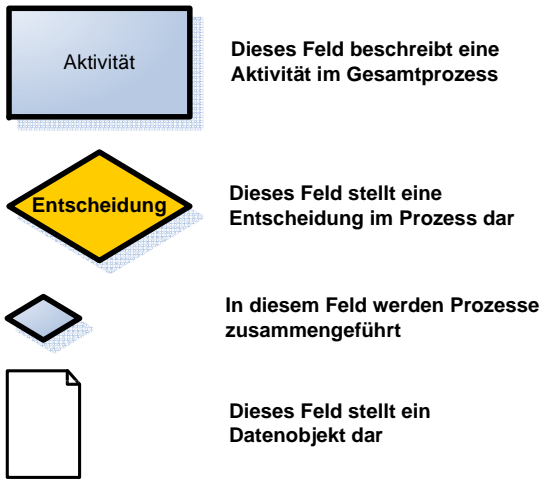 Aktivität
Dieses Feld beschreibt eine
Aktivität im Gesamtprozess
Entscheidung
Dieses Feld stellt eine
Entscheidung im Prozess dar
In diesem Feld werden Prozesse
zusammengeführt
Dieses Feld stellt ein
Datenobjekt dar